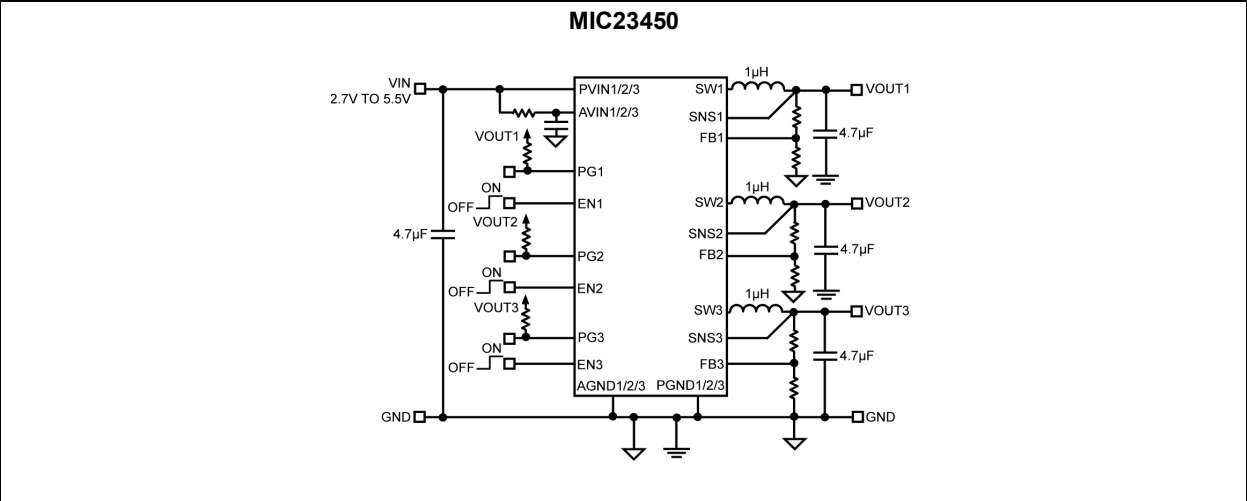 MIC23450
VIN
2.7V TO 5.5V
PVIN1/2/3
AVIN1/2/3
VOUT1
PG1
ON
OFF
EN1
VOUT2
4.7µF
PG2
ON
OFF
EN2
VOUT3
PG3
ON
OFF
EN3
AGND1/2/3
PGND1/2/3
GND
SW1
1µH
VOUT1
SNS1
FB1
4.7µF
SW2
1µH
VOUT2
SNS2
FB2
4.7µF
SW3
1µH
VOUT3
SNS3
FB3
4.7µF
GND